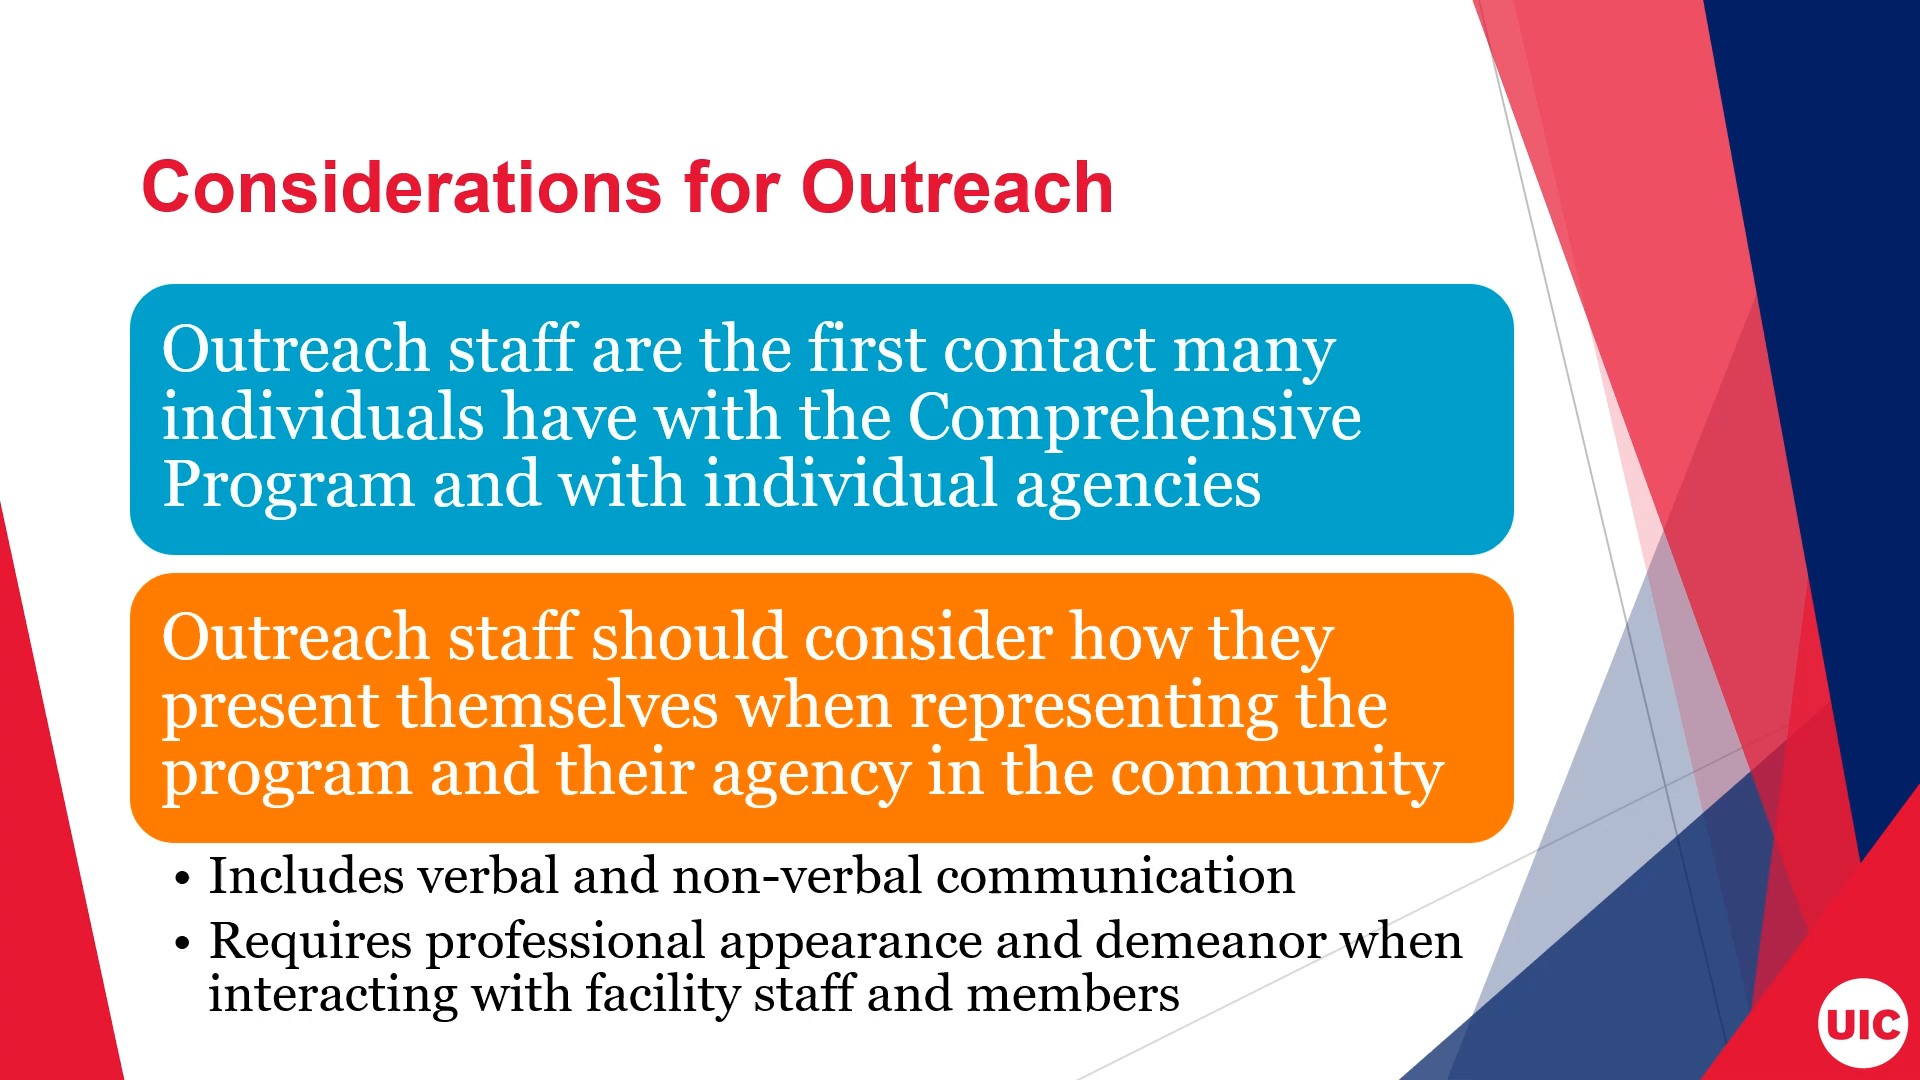 Considerations for Outreach
Outreach staff are the first contact many
individuals have with the Comprehensive
Program and with individual agencies
Outreach staff should consider how they
present themselves when representing the
program and their agency in the community
• Includes verbal and non-verbal communication
• Requires professional appearance and demeanor when
interacting with facility staff and members
UIC